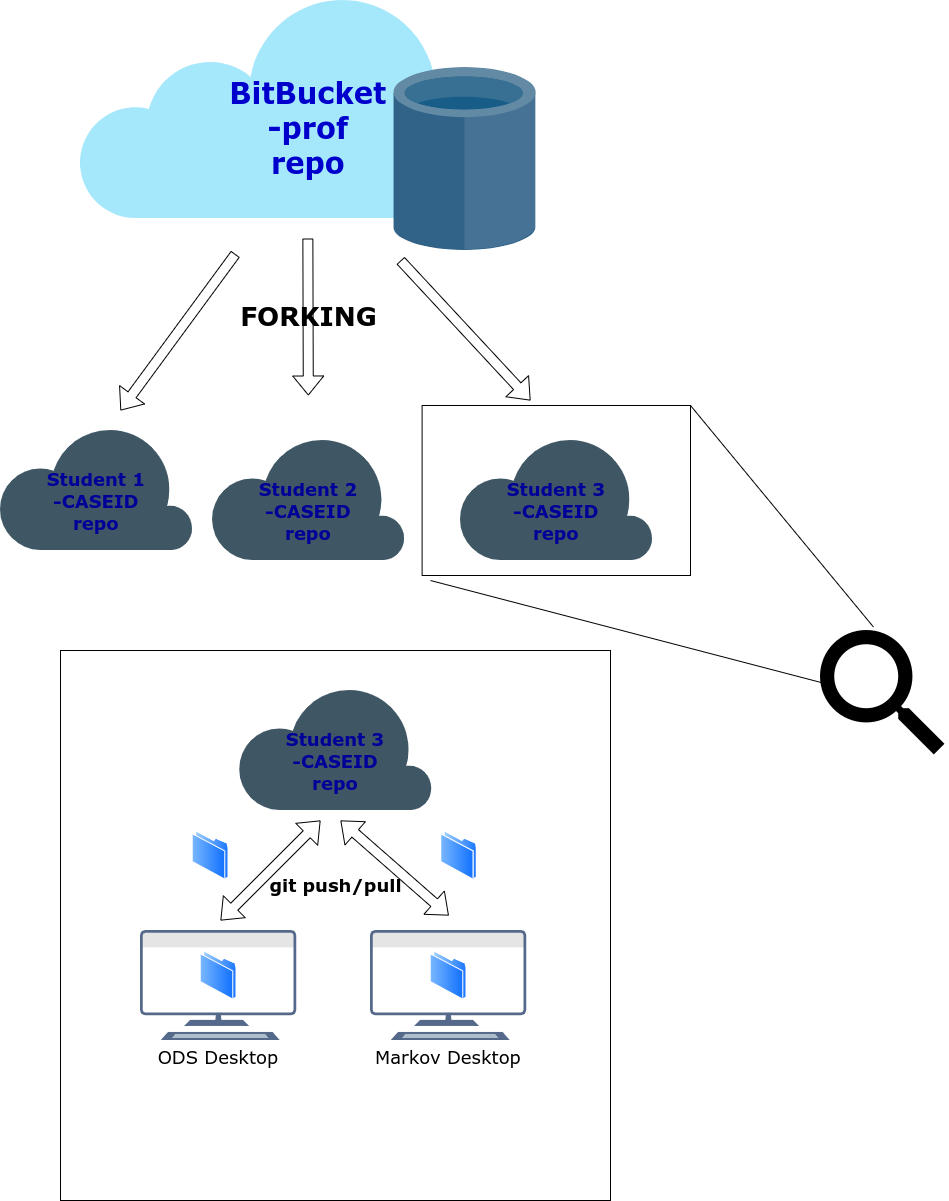 BitBucket
-prof
repo
FORKING
Student 1
-CASEID
repo
Student 2
-CASEID
repo
Student 3
-CASEID
repo
Student 3
-CASEID
repo
git push/pull
ODS Desktop
Markov Desktop